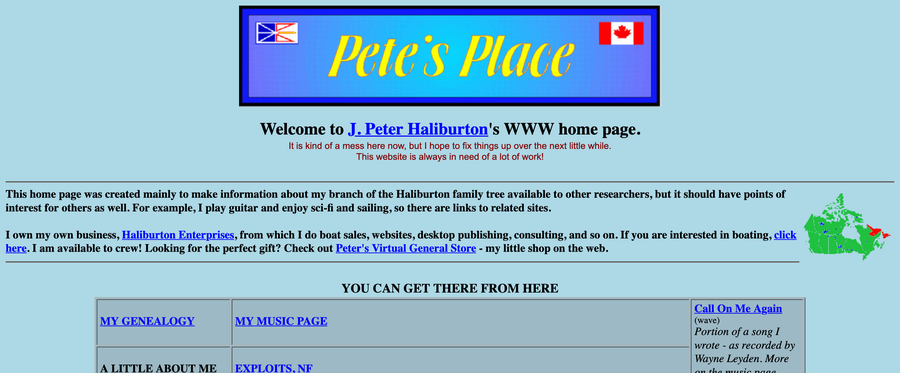 Pete's Place
Welcome to J. Peter Haliburton's WWW home page.
It is kind of a mess here now, but I hope to fix things up over the next little while.
This website is always in need of a lot of work!
This home page was created mainly to make information about my branch of the Haliburton family tree available to other researchers, but it should have points of
interest for others as well. For example, I play guitar and enjoy sci-fi and sailing, so there are links to related sites.
I own my own business, Haliburton Enterprises, from which I do boat sales, websites, desktop publishing, consulting, and so on. If you are interested in boating, click
here. I am available to crew! Looking for the perfect gift? Check out Peter's Virtual General Store - my little shop on the web.
YOU CAN GET THERE FROM HERE
MY GENEALOGY
MY MUSIC PAGE
Call On Me Again
(wave)
Portion of a song I
wrote - as recorded by
Wayne Leyden. More
on the music page
A LITTLE ABOUT ME
EXPLOITS, NF